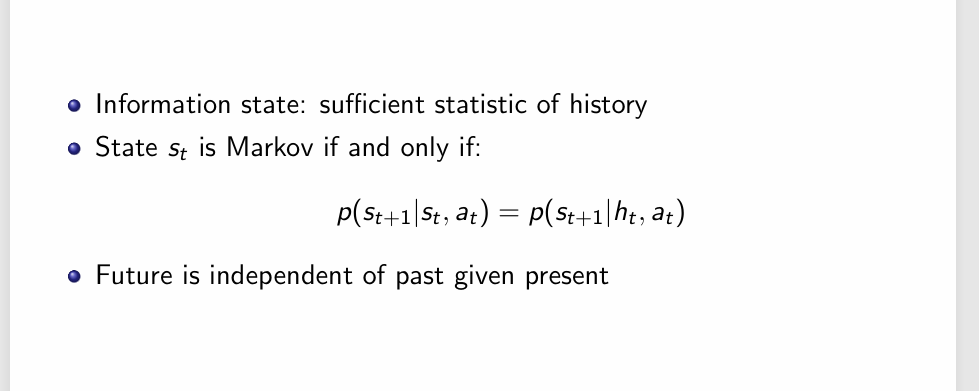 Information state: sufficient statistic of history
State s_t is Markov if and only if:
p(s_{t+1}|s_t, a_t) = p(s_{t+1}|h_t, a_t)
Future is independent of past given present